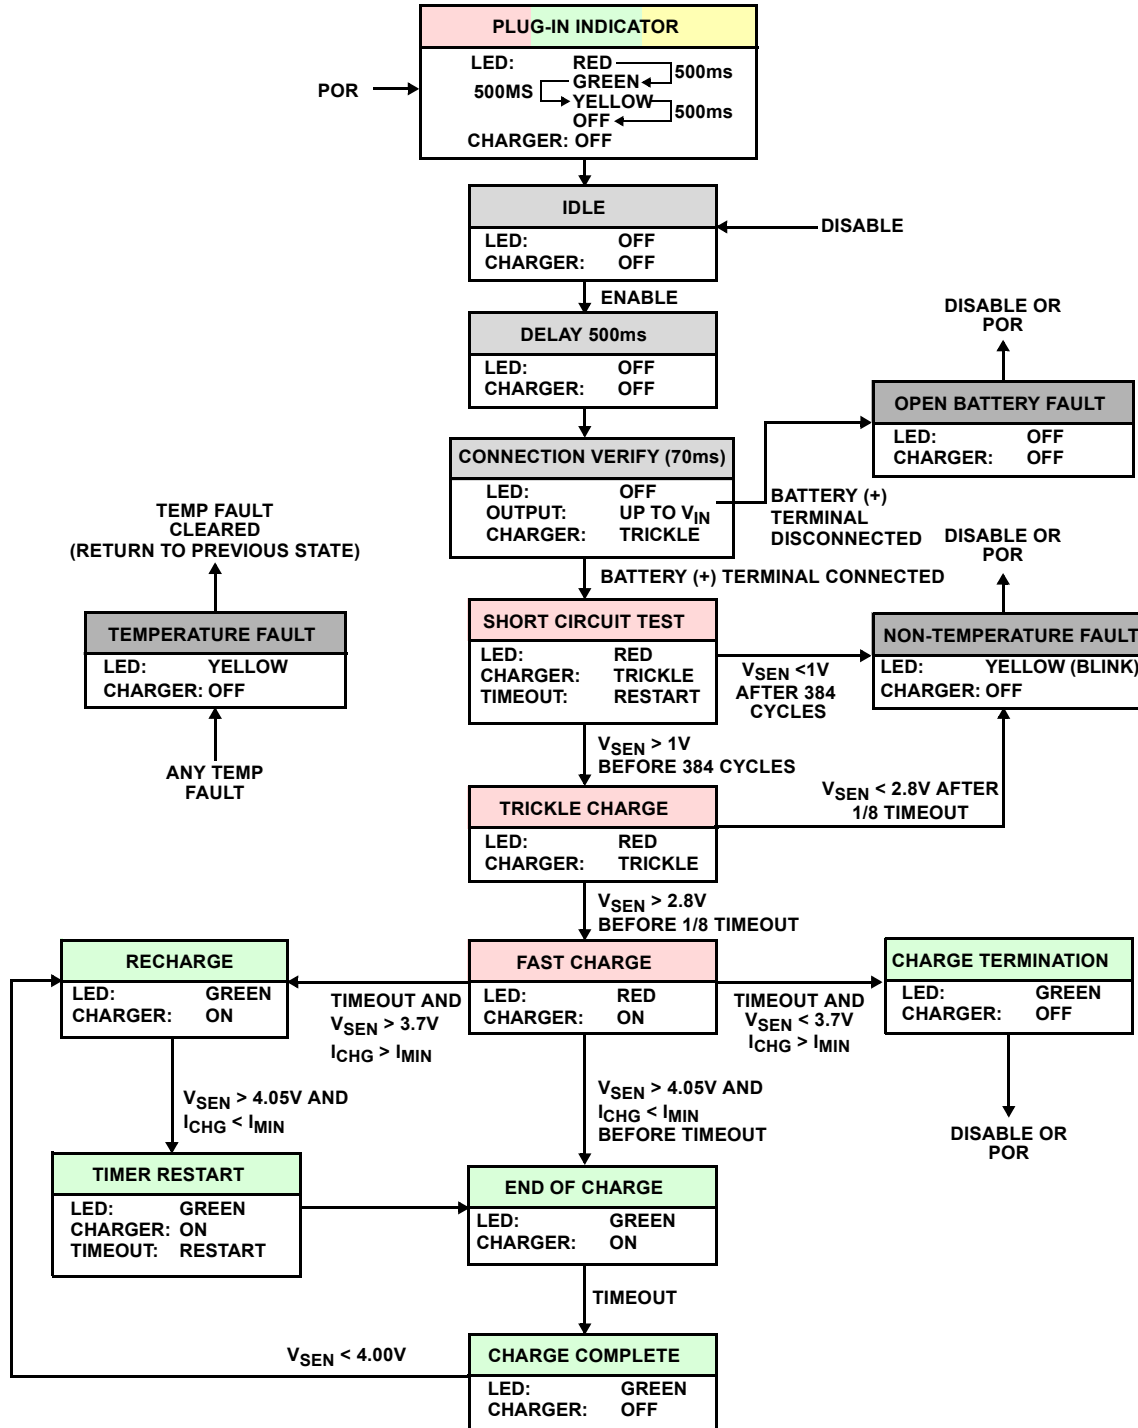 PLUG-IN INDICATOR
LED: RED
500ms
GREEN
500MS
YELLOW
500ms
OFF
CHARGER: OFF
POR
IDLE
LED: OFF
CHARGER: OFF
DISABLE
ENABLE
DELAY 500ms
LED: OFF
CHARGER: OFF
DISABLE OR
POR
OPEN BATTERY FAULT
LED: OFF
CHARGER: OFF
CONNECTION VERIFY (70ms)
LED: OFF
OUTPUT: UP TO VIN
CHARGER: TRICKLE
BATTERY (+)
TERMINAL
DISCONNECTED
BATTERY (+) TERMINAL CONNECTED
TEMP FAULT
CLEARED
(RETURN TO PREVIOUS STATE)
TEMPERATURE FAULT
LED: YELLOW
CHARGER: OFF
ANY TEMP
FAULT
SHORT CIRCUIT TEST
LED: RED
CHARGER: TRICKLE
TIMEOUT: RESTART
VSEN <1V
AFTER 384
CYCLES
DISABLE OR
POR
NON-TEMPERATURE FAULT
LED: YELLOW (BLINK)
CHARGER: OFF
VSEN > 1V
BEFORE 384 CYCLES
TRICKLE CHARGE
LED: RED
CHARGER: TRICKLE
VSEN < 2.8V AFTER
1/8 TIMEOUT
VSEN > 2.8V
BEFORE 1/8 TIMEOUT
RECHARGE
LED: GREEN
CHARGER: ON
TIMEOUT AND
VSEN > 3.7V
ICHG > IMIN
FAST CHARGE
LED: RED
CHARGER: ON
TIMEOUT AND
VSEN < 3.7V
ICHG > IMIN
CHARGE TERMINATION
LED: GREEN
CHARGER: OFF
DISABLE OR
POR
VSEN > 4.05V AND
ICHG < IMIN
VSEN > 4.05V AND
ICHG < IMIN
BEFORE TIMEOUT
TIMER RESTART
LED: GREEN
CHARGER: ON
TIMEOUT: RESTART
END OF CHARGE
LED: GREEN
CHARGER: ON
TIMEOUT
VSEN < 4.00V
CHARGE COMPLETE
LED: GREEN
CHARGER: OFF